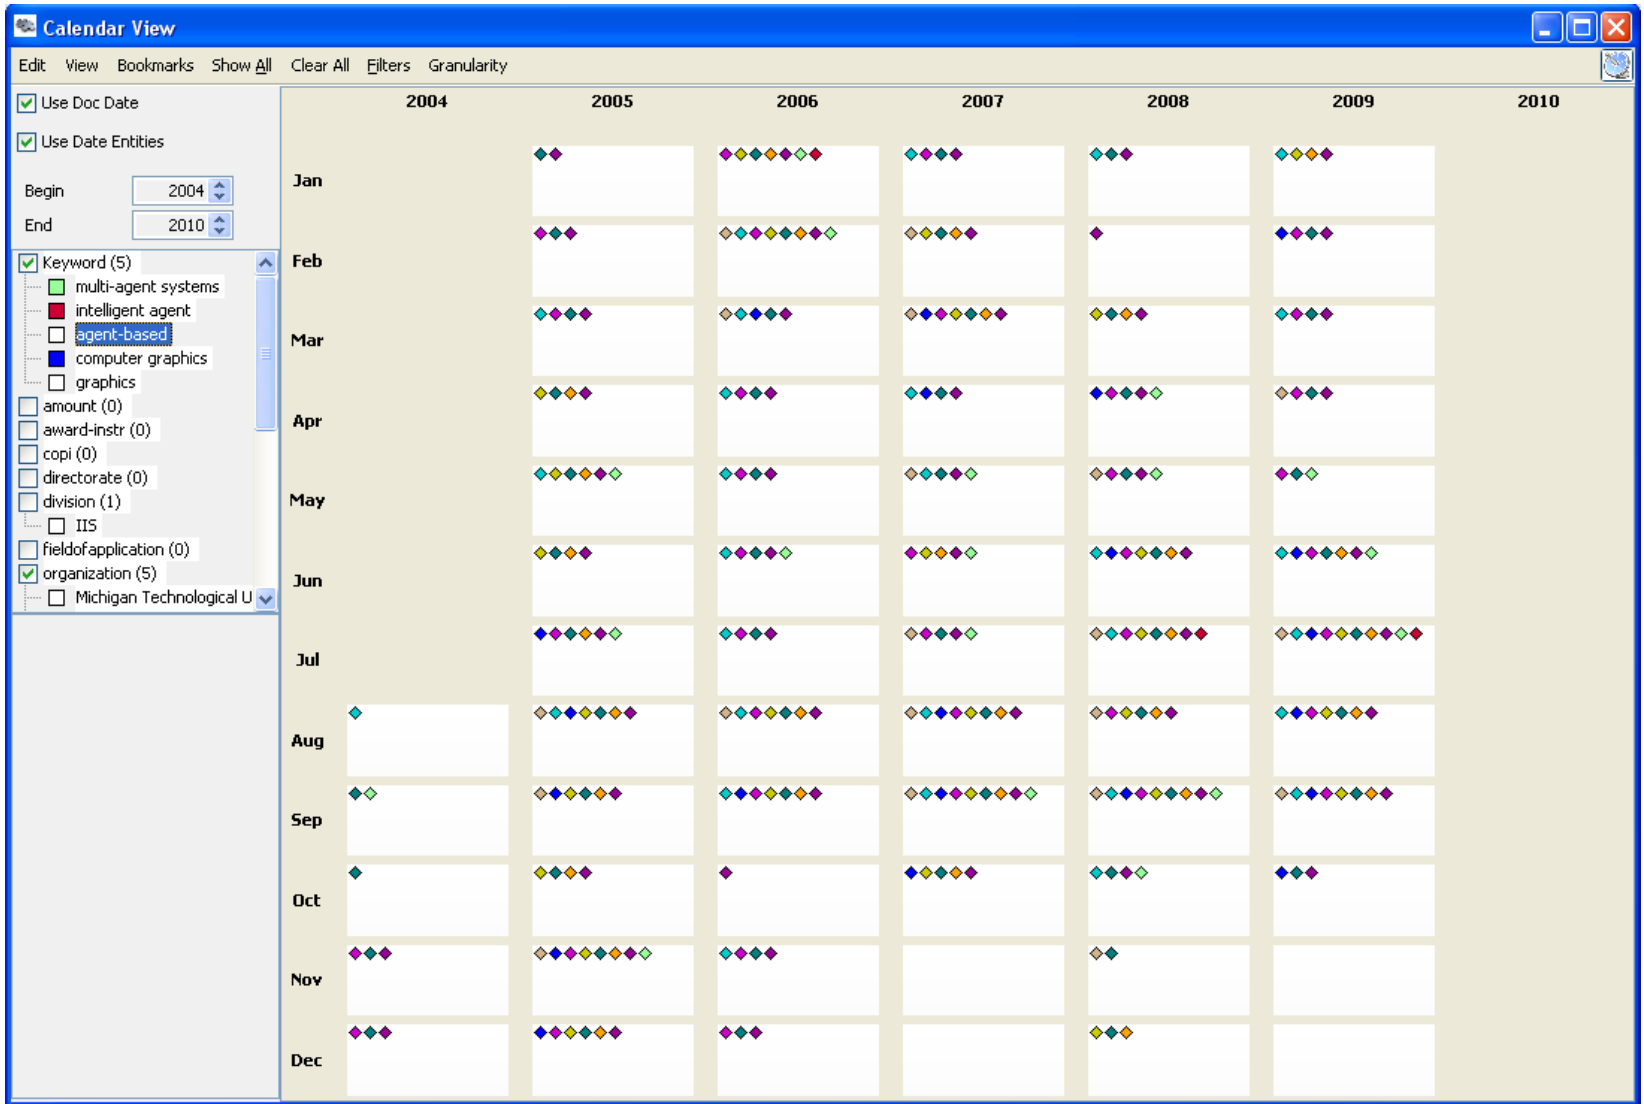 Calendar View
Edit View Bookmarks Show All Clear All Filters Granularity
Use Doc Date
Use Date Entities
Begin 2004
End 2010
Keyword (5)
multi-agent systems
intelligent agent
agent-based
computer graphics
graphics
amount (0)
award-instr (0)
copi (0)
directorate (0)
division (1)
IIS
fieldofapplication (0)
organization (5)
Michigan Technological U
2004 2005 2006 2007 2008 2009 2010
Jan
Feb
Mar
Apr
May
Jun
Jul
Aug
Sep
Oct
Nov
Dec